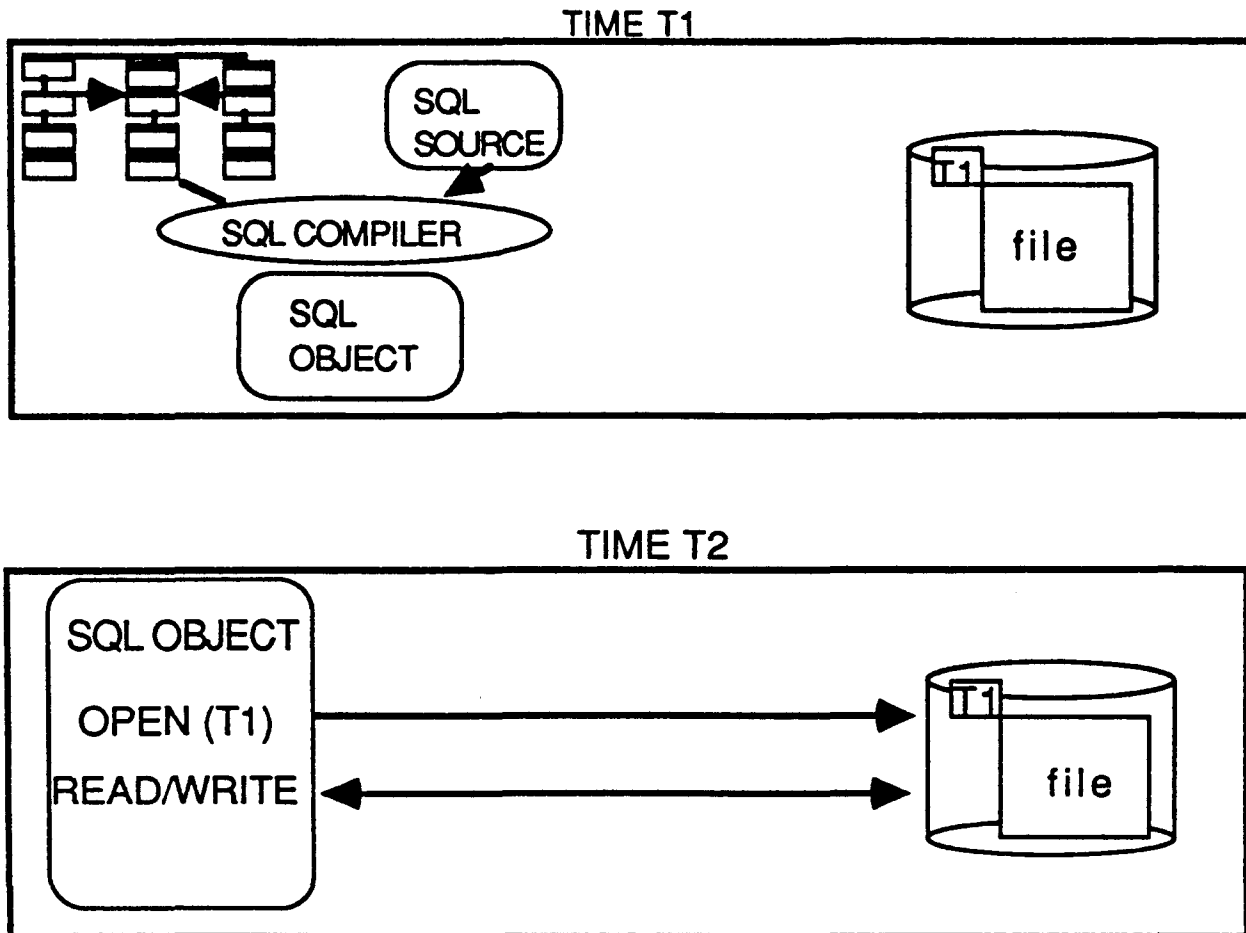 TIME T1
SQL
SOURCE
SQL COMPILER
SQL
OBJECT
T1
file
TIME T2
SQL OBJECT
OPEN (T1)
READ/WRITE
T1
file